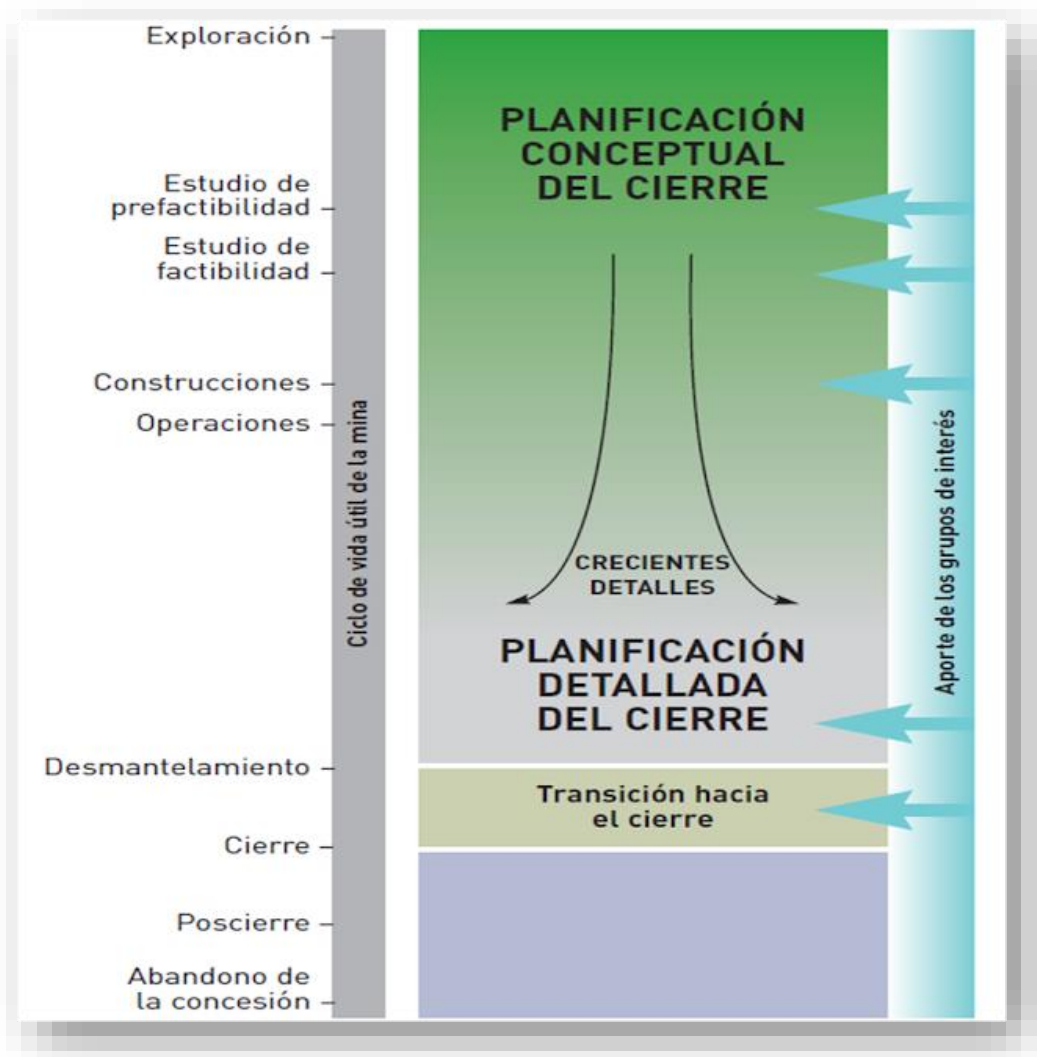 Exploración
Estudio de
prefactibilidad
Estudio de
factibilidad
Construcciones
Operaciones
Desmantelamiento
Cierre
Poscierre
Abandono de
la concesión
Ciclo de vida útil de la mina
PLANIFICACIÓN
CONCEPTUAL
DEL CIERRE
CRECIENTES
DETALLES
PLANIFICACIÓN
DETALLADA
DEL CIERRE
Transición hacia
el cierre
Aporte de los grupos de interés